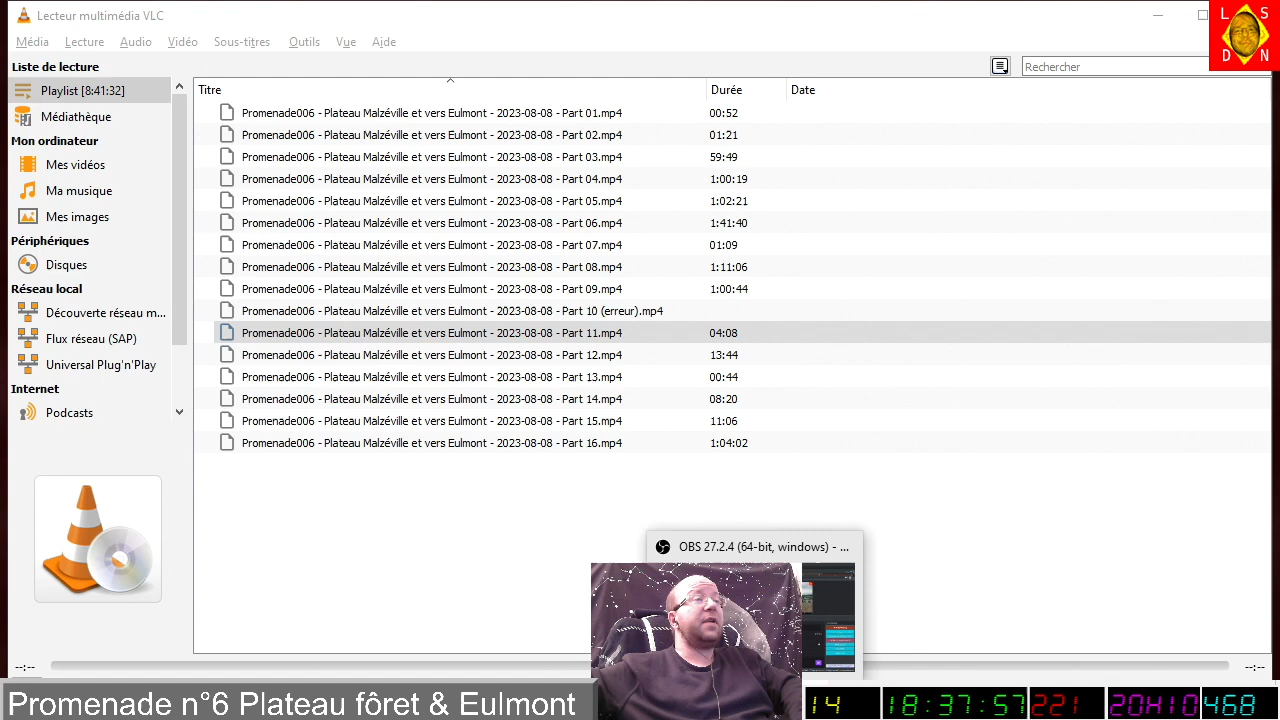 Lecteur multimédia VLC
L S
D N
Média Lecture Audio Vidéo Sous-titres Outils Vue Aide
Liste de lecture
Rechercher
Playlist [8:41:32]
Médiathèque
Mon ordinateur
Mes vidéos
Ma musique
Mes images
Périphériques
Disques
Réseau local
Découverte réseau m...
Flux réseau (SAP)
Universal Plug'n'Play
Internet
Podcasts
Titre Durée Date
Promenade006 - Plateau Malzéville et vers Eulmont - 2023-08-08 - Part 01.mp4 00:52
Promenade006 - Plateau Malzéville et vers Eulmont - 2023-08-08 - Part 02.mp4 01:21
Promenade006 - Plateau Malzéville et vers Eulmont - 2023-08-08 - Part 03.mp4 59:49
Promenade006 - Plateau Malzéville et vers Eulmont - 2023-08-08 - Part 04.mp4 1:00:19
Promenade006 - Plateau Malzéville et vers Eulmont - 2023-08-08 - Part 05.mp4 1:02:21
Promenade006 - Plateau Malzéville et vers Eulmont - 2023-08-08 - Part 06.mp4 1:41:40
Promenade006 - Plateau Malzéville et vers Eulmont - 2023-08-08 - Part 07.mp4 01:09
Promenade006 - Plateau Malzéville et vers Eulmont - 2023-08-08 - Part 08.mp4 1:11:06
Promenade006 - Plateau Malzéville et vers Eulmont - 2023-08-08 - Part 09.mp4 1:00:44
Promenade006 - Plateau Malzéville et vers Eulmont - 2023-08-08 - Part 10 (erreur).mp4
Promenade006 - Plateau Malzéville et vers Eulmont - 2023-08-08 - Part 11.mp4 04:08
Promenade006 - Plateau Malzéville et vers Eulmont - 2023-08-08 - Part 12.mp4 13:44
Promenade006 - Plateau Malzéville et vers Eulmont - 2023-08-08 - Part 13.mp4 00:44
Promenade006 - Plateau Malzéville et vers Eulmont - 2023-08-08 - Part 14.mp4 08:20
Promenade006 - Plateau Malzéville et vers Eulmont - 2023-08-08 - Part 15.mp4 11:06
Promenade006 - Plateau Malzéville et vers Eulmont - 2023-08-08 - Part 16.mp4 1:04:02
OBS 27.2.4 (64-bit, windows) - ...
--:-- --:--
Promenade n°6 Plateau fôret & Eulmont
14 18:37:57 221 20H10 468